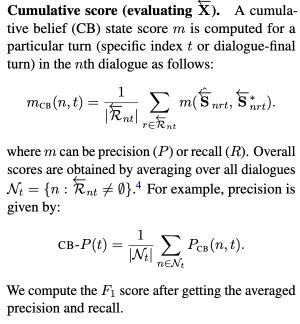 Cumulative score (evaluating $\overleftarrow{\mathbf{X}}$). A cumula-
tive belief (CB) state score $m$ is computed for a
particular turn (specific index $t$ or dialogue-final
turn) in the $n$th dialogue as follows:
$m_{\text{CB}}(n,t) = \frac{1}{|\overleftarrow{\mathcal{R}}_{nt}|} \sum_{r \in \overleftarrow{\mathcal{R}}_{nt}} m(\hat{\overleftarrow{\mathbf{S}}}_{nrt}, \overleftarrow{\mathbf{S}}^{*}_{nrt}).$
where $m$ can be precision ($P$) or recall ($R$). Overall
scores are obtained by averaging over all dialogues
$\mathcal{N}_t = \{n : \overleftarrow{\mathcal{R}}_{nt} \neq \emptyset\}$.⁴ For example, precision is
given by:
$\text{CB-}P(t) = \frac{1}{|\mathcal{N}_t|} \sum_{n \in \mathcal{N}_t} P_{\text{CB}}(n,t).$
We compute the $F_1$ score after getting the averaged
precision and recall.